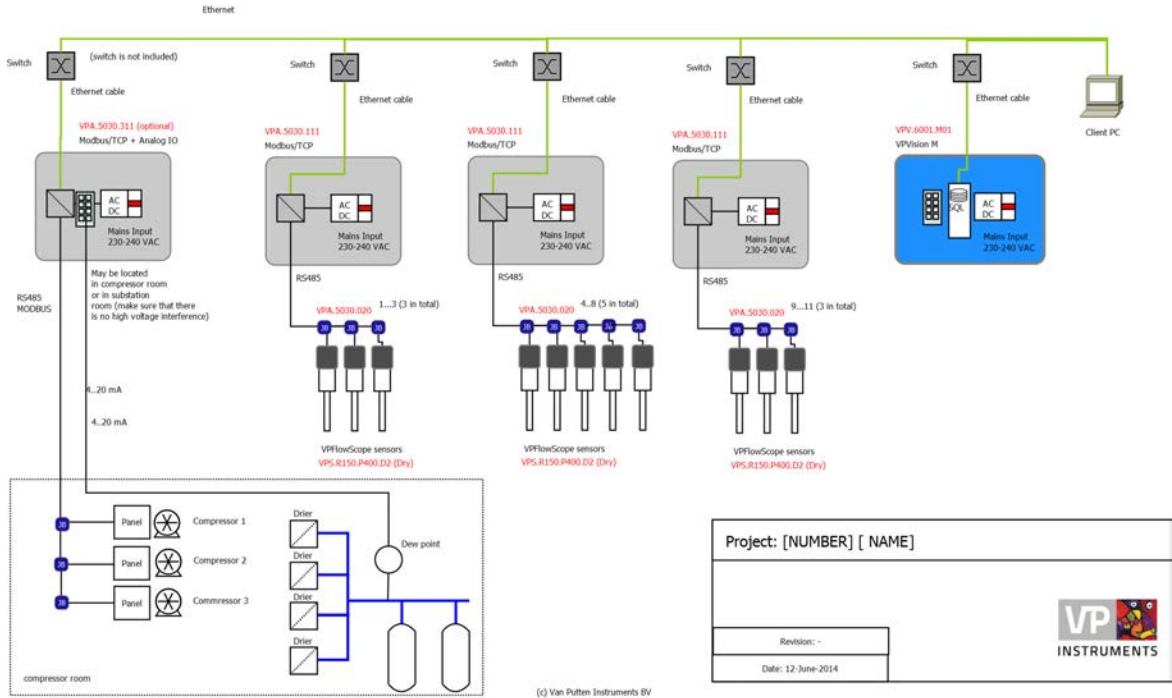 Ethernet
Switch
(switch is not included)
Switch
Switch
Switch
Switch
Ethernet cable
Ethernet cable
Ethernet cable
Ethernet cable
Ethernet cable
Client PC
VPA.5030.311 (optional)
Modbus/TCP + Analog IO
VPA.5030.111
Modbus/TCP
VPA.5030.111
Modbus/TCP
VPA.5030.111
Modbus/TCP
VPV.6001.M01
VPVision M
AC
DC
Mains Input
230-240 VAC
AC
DC
Mains Input
230-240 VAC
AC
DC
Mains Input
230-240 VAC
AC
DC
Mains Input
230-240 VAC
SQL
AC
DC
Mains Input
230-240 VAC
RS485
MODBUS
May be located
in compressor room
or in substation
room (make sure that there
is no high voltage interference)
RS485
RS485
RS485
VPA.5030.020
1...3 (3 in total)
VPA.5030.020
4..8 (5 in total)
VPA.5030.020
9...11 (3 in total)
JB JB JB
JB JB JB JB JB
JB JB JB
4..20 mA
4..20 mA
VPFlowScope sensors
VPS.R150.P400.D2 (Dry)
VPFlowScope sensors
VPS.R150.P400.D2 (Dry)
VPFlowScope sensors
VPS.R150.P400.D2 (Dry)
JB
Panel
Compressor 1
JB
Panel
Compressor 2
JB
Panel
Commressor 3
Drier
Drier
Drier
Drier
Dew point
compressor room
Project: [NUMBER] [ NAME]
Revision: -
Date: 12-June-2014
VP
INSTRUMENTS
(c) Van Putten Instruments BV